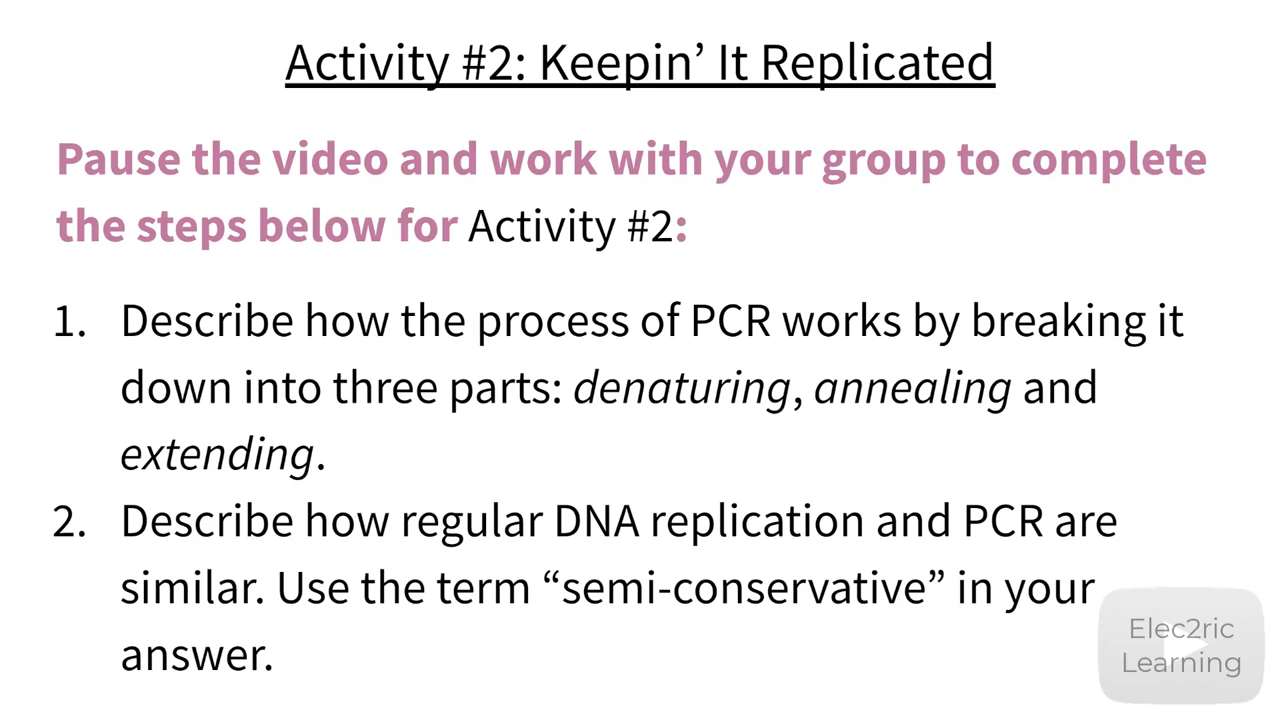 Activity #2: Keepin’ It Replicated
Pause the video and work with your group to complete
the steps below for Activity #2:
1. Describe how the process of PCR works by breaking it
down into three parts: denaturing, annealing and
extending.
2. Describe how regular DNA replication and PCR are
similar. Use the term “semi-conservative” in your
answer.
Elec2ric
Learning